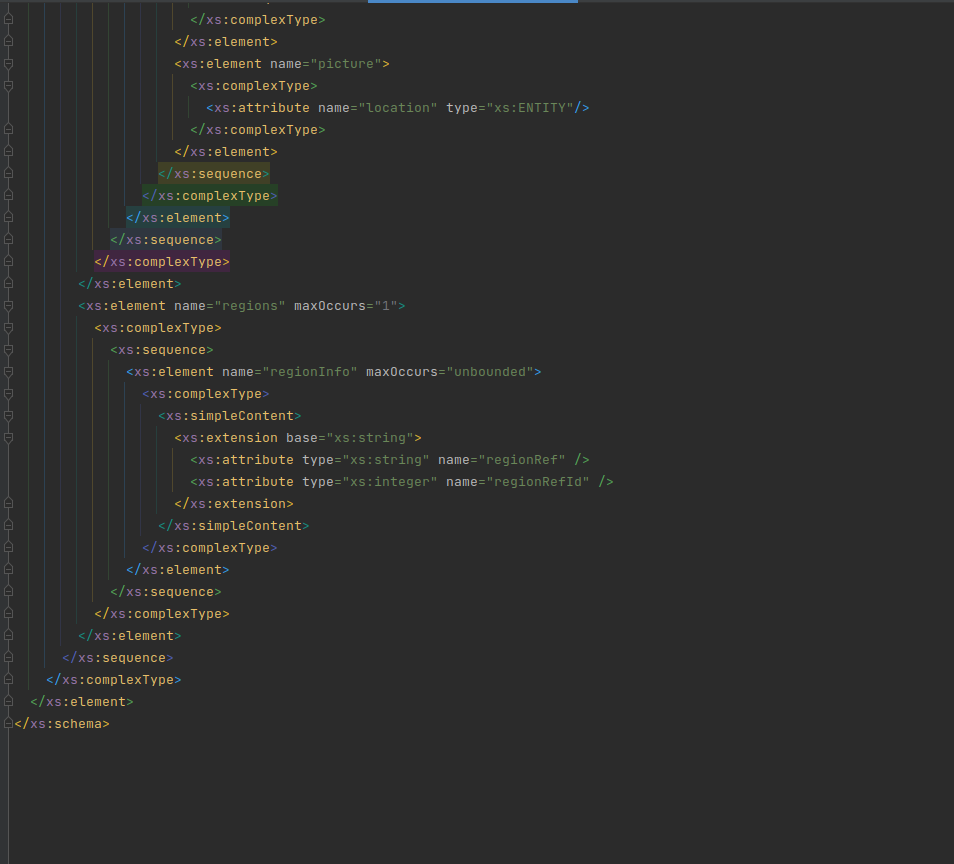 </xs:complexType>
</xs:element>
<xs:element name="picture">
<xs:complexType>
<xs:attribute name="location" type="xs:ENTITY"/>
</xs:complexType>
</xs:element>
</xs:sequence>
</xs:complexType>
</xs:element>
</xs:sequence>
</xs:complexType>
</xs:element>
<xs:element name="regions" maxOccurs="1">
<xs:complexType>
<xs:sequence>
<xs:element name="regionInfo" maxOccurs="unbounded">
<xs:complexType>
<xs:simpleContent>
<xs:extension base="xs:string">
<xs:attribute type="xs:string" name="regionRef" />
<xs:attribute type="xs:integer" name="regionRefId" />
</xs:extension>
</xs:simpleContent>
</xs:complexType>
</xs:element>
</xs:sequence>
</xs:complexType>
</xs:element>
</xs:sequence>
</xs:complexType>
</xs:element>
</xs:schema>